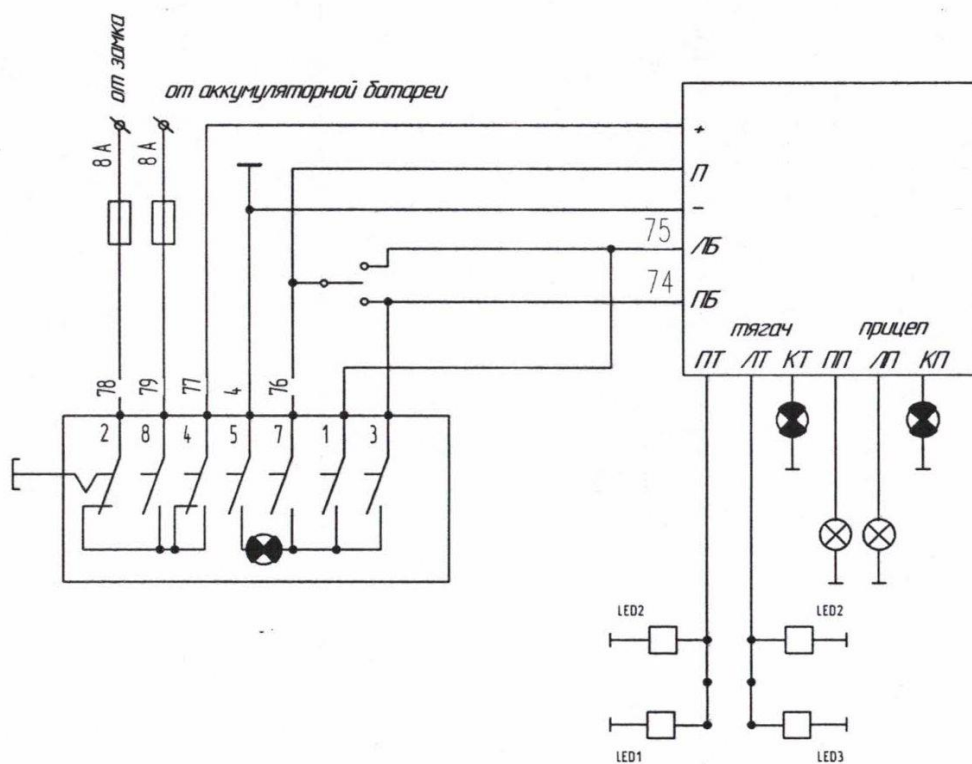 от замка
от аккумуляторной батареи
8 А
8 А
+
П
-
75
ЛБ
74
ПБ
тягач
прицеп
ПТ ЛТ КТ ПП ЛП КП
78 79 77 4 76
2 8 4 5 7 1 3
LED2
LED2
LED1
LED3